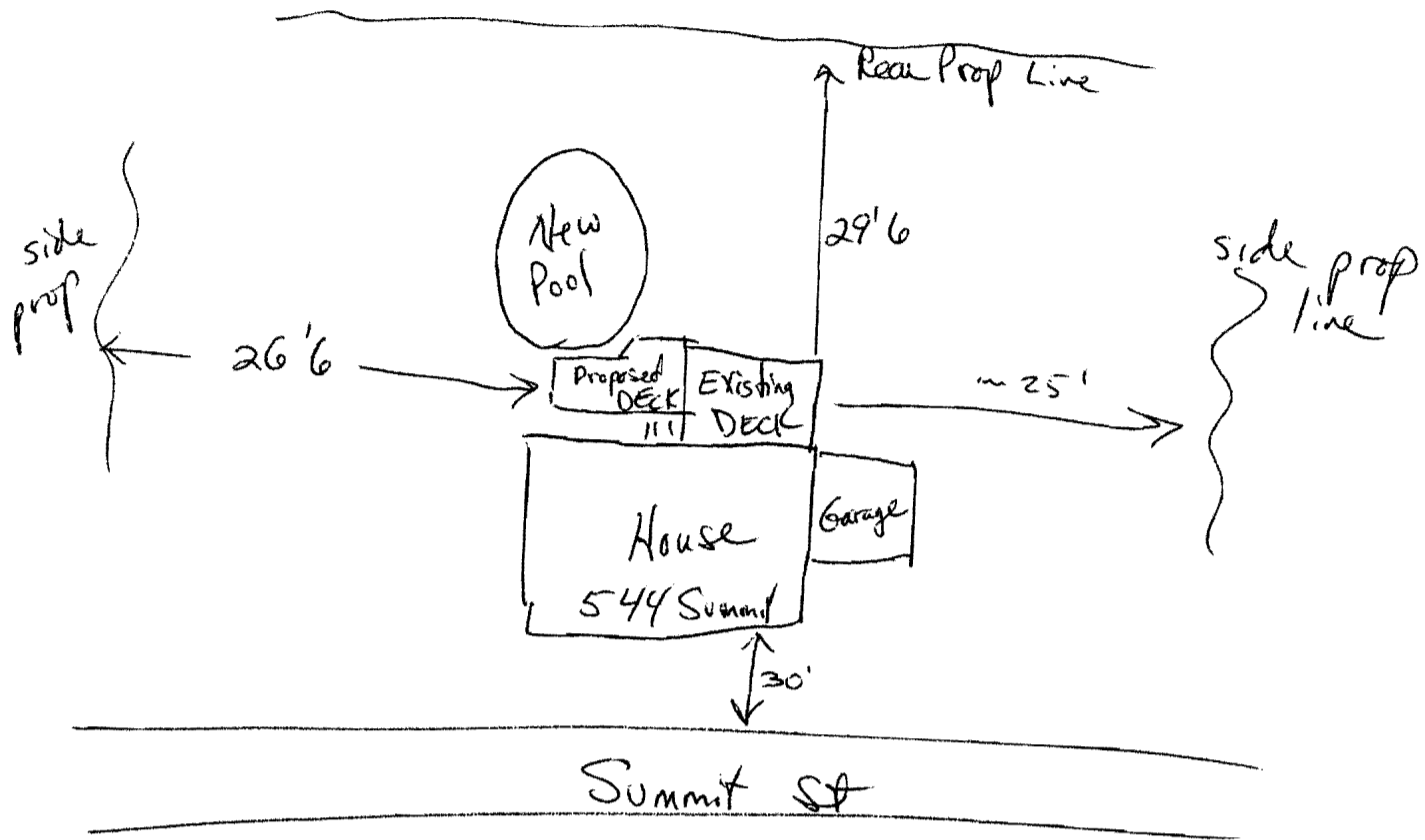 Rear Prop Line
New
Pool
29'6
side
prop
side prop
line
26'6
Proposed
DECK
Existing
DECK
~ 25'
House
Garage
544 Summit
30'
Summit St